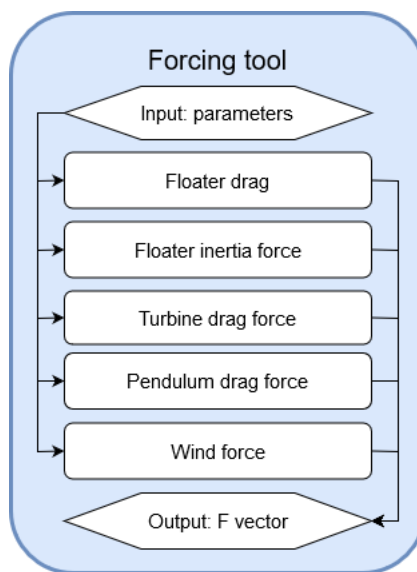 Forcing tool
Input: parameters
Floater drag
Floater inertia force
Turbine drag force
Pendulum drag force
Wind force
Output: F vector